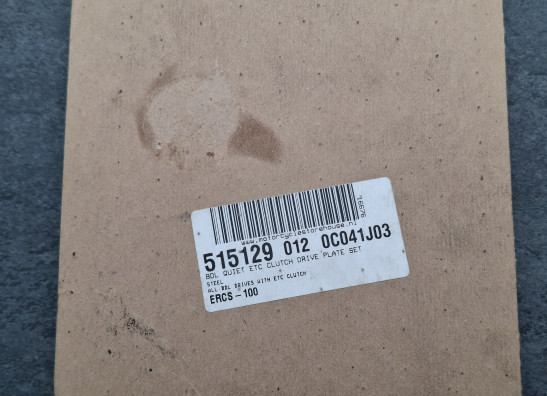 www.motorcyclestorehouse.nl
515129 012 0C041J03
BDL QUIET ETC CLUTCH DRIVE PLATE SET
STEEL
ALL BDL DRIVES WITH ETC CLUTCH
ERCS-100